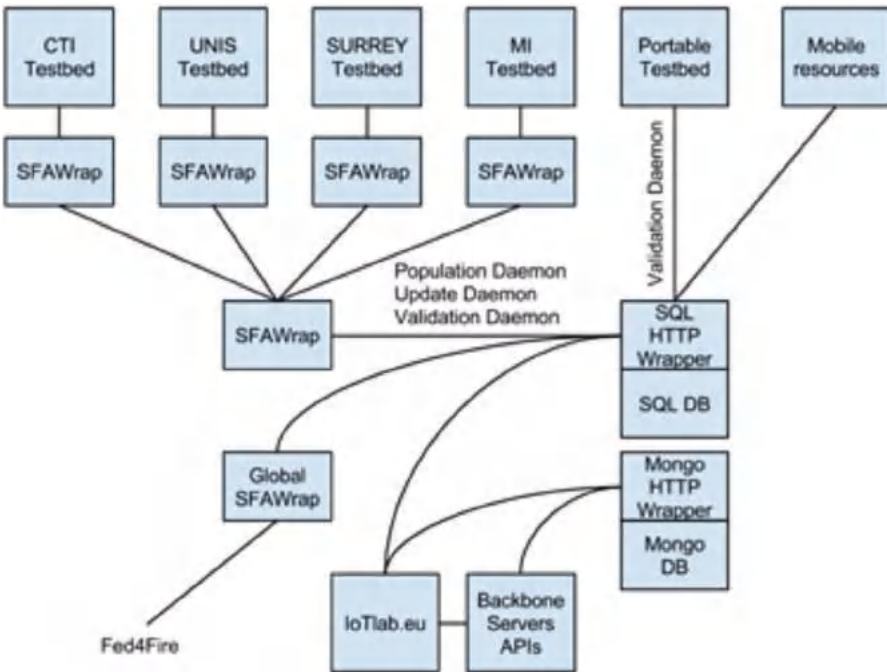 CTI
Testbed
UNIS
Testbed
SURREY
Testbed
MI
Testbed
Portable
Testbed
Mobile
resources
SFAWrap
SFAWrap
SFAWrap
SFAWrap
Validation Daemon
Population Daemon
Update Daemon
Validation Daemon
SFAWrap
SQL
HTTP
Wrapper
SQL DB
Global
SFAWrap
Mongo
HTTP
Wrapper
Mongo
DB
Fed4Fire
IoTlab.eu
Backbone
Servers
APIs